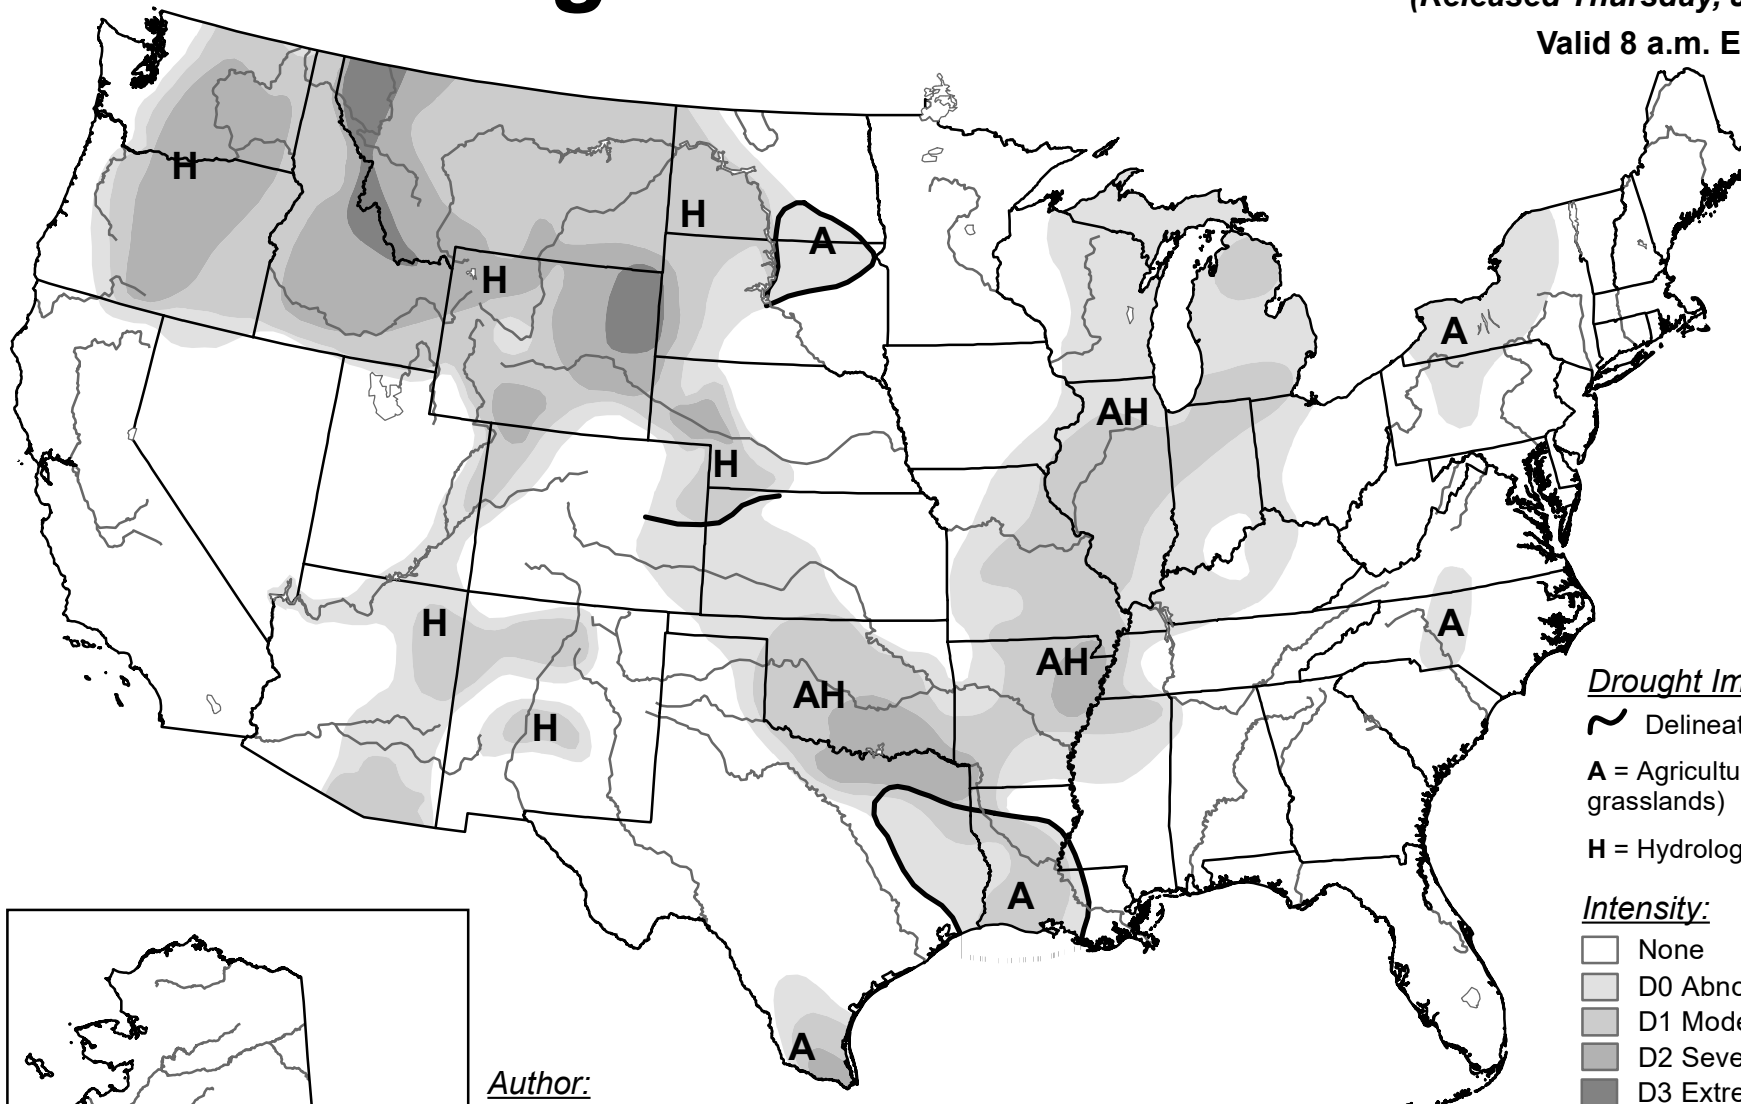 (Released Thursday,
Valid 8 a.m. E
H
H
A
H
A
AH
H
H
A
AH
AH
H
A
A
Drought Im
Delineat
A = Agricultu
grasslands)
H = Hydrolog
Intensity:
None
D0 Abno
D1 Mode
D2 Seve
D3 Extre
Author: